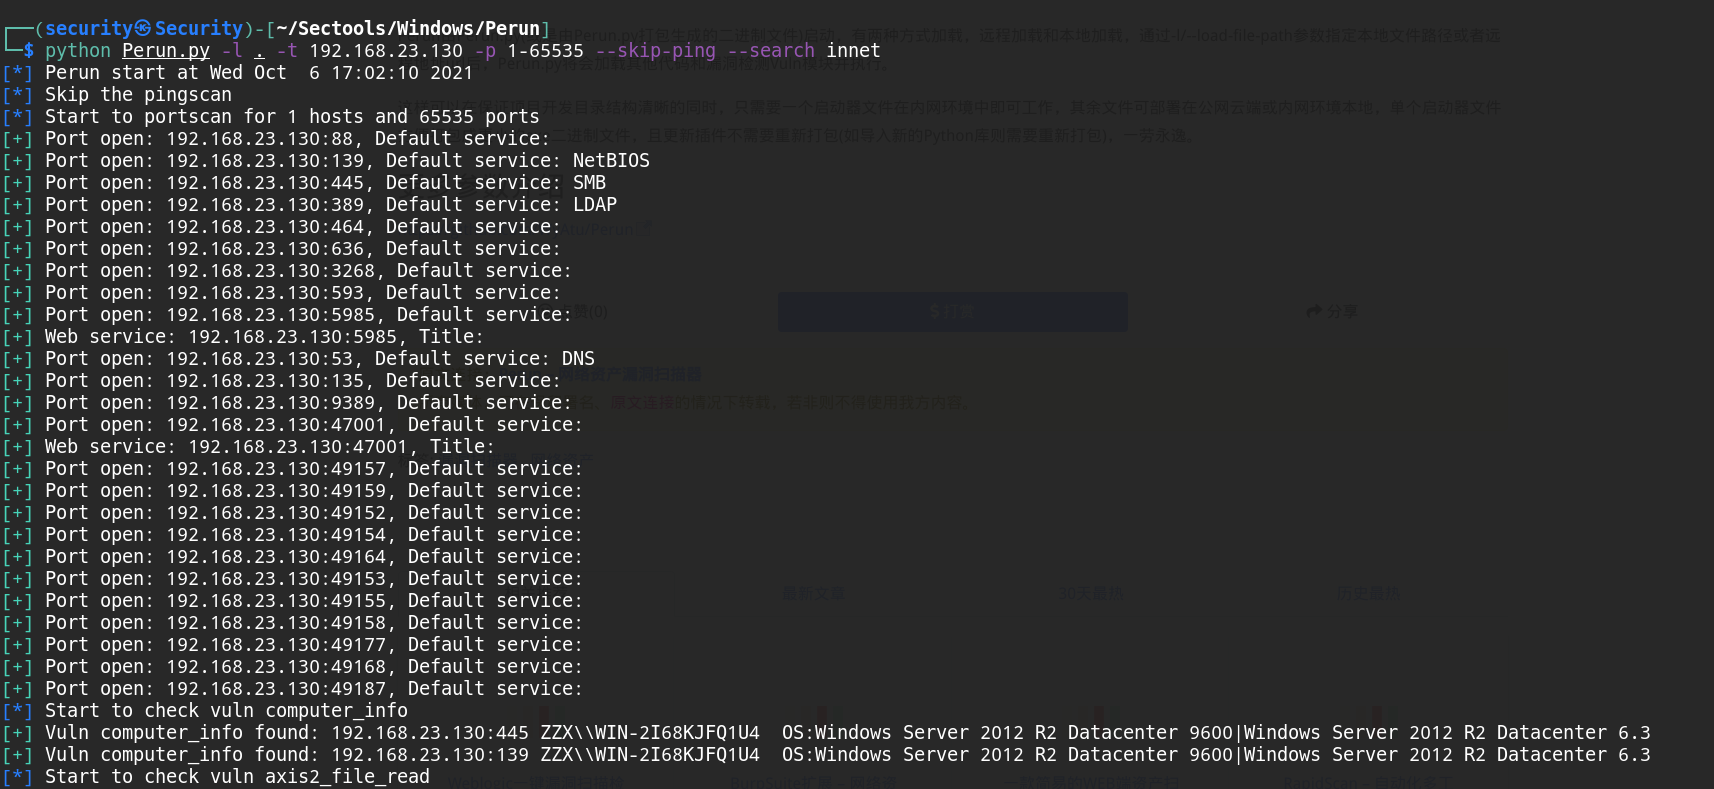 ┌──(security㉿Security)-[~/Sectools/Windows/Perun]
└─$ python Perun.py -l . -t 192.168.23.130 -p 1-65535 --skip-ping --search innet
[*] Perun start at Wed Oct  6 17:02:10 2021
[*] Skip the pingscan
[*] Start to portscan for 1 hosts and 65535 ports
[+] Port open: 192.168.23.130:88, Default service:
[+] Port open: 192.168.23.130:139, Default service: NetBIOS
[+] Port open: 192.168.23.130:445, Default service: SMB
[+] Port open: 192.168.23.130:389, Default service: LDAP
[+] Port open: 192.168.23.130:464, Default service:
[+] Port open: 192.168.23.130:636, Default service:
[+] Port open: 192.168.23.130:3268, Default service:
[+] Port open: 192.168.23.130:593, Default service:
[+] Port open: 192.168.23.130:5985, Default service:
[+] Web service: 192.168.23.130:5985, Title:
[+] Port open: 192.168.23.130:53, Default service: DNS
[+] Port open: 192.168.23.130:135, Default service:
[+] Port open: 192.168.23.130:9389, Default service:
[+] Port open: 192.168.23.130:47001, Default service:
[+] Web service: 192.168.23.130:47001, Title:
[+] Port open: 192.168.23.130:49157, Default service:
[+] Port open: 192.168.23.130:49159, Default service:
[+] Port open: 192.168.23.130:49152, Default service:
[+] Port open: 192.168.23.130:49154, Default service:
[+] Port open: 192.168.23.130:49164, Default service:
[+] Port open: 192.168.23.130:49153, Default service:
[+] Port open: 192.168.23.130:49155, Default service:
[+] Port open: 192.168.23.130:49158, Default service:
[+] Port open: 192.168.23.130:49177, Default service:
[+] Port open: 192.168.23.130:49168, Default service:
[+] Port open: 192.168.23.130:49187, Default service:
[*] Start to check vuln computer_info
[+] Vuln computer_info found: 192.168.23.130:445 ZZX\\WIN-2I68KJFQ1U4  OS:Windows Server 2012 R2 Datacenter 9600|Windows Server 2012 R2 Datacenter 6.3
[+] Vuln computer_info found: 192.168.23.130:139 ZZX\\WIN-2I68KJFQ1U4  OS:Windows Server 2012 R2 Datacenter 9600|Windows Server 2012 R2 Datacenter 6.3
[*] Start to check vuln axis2_file_read